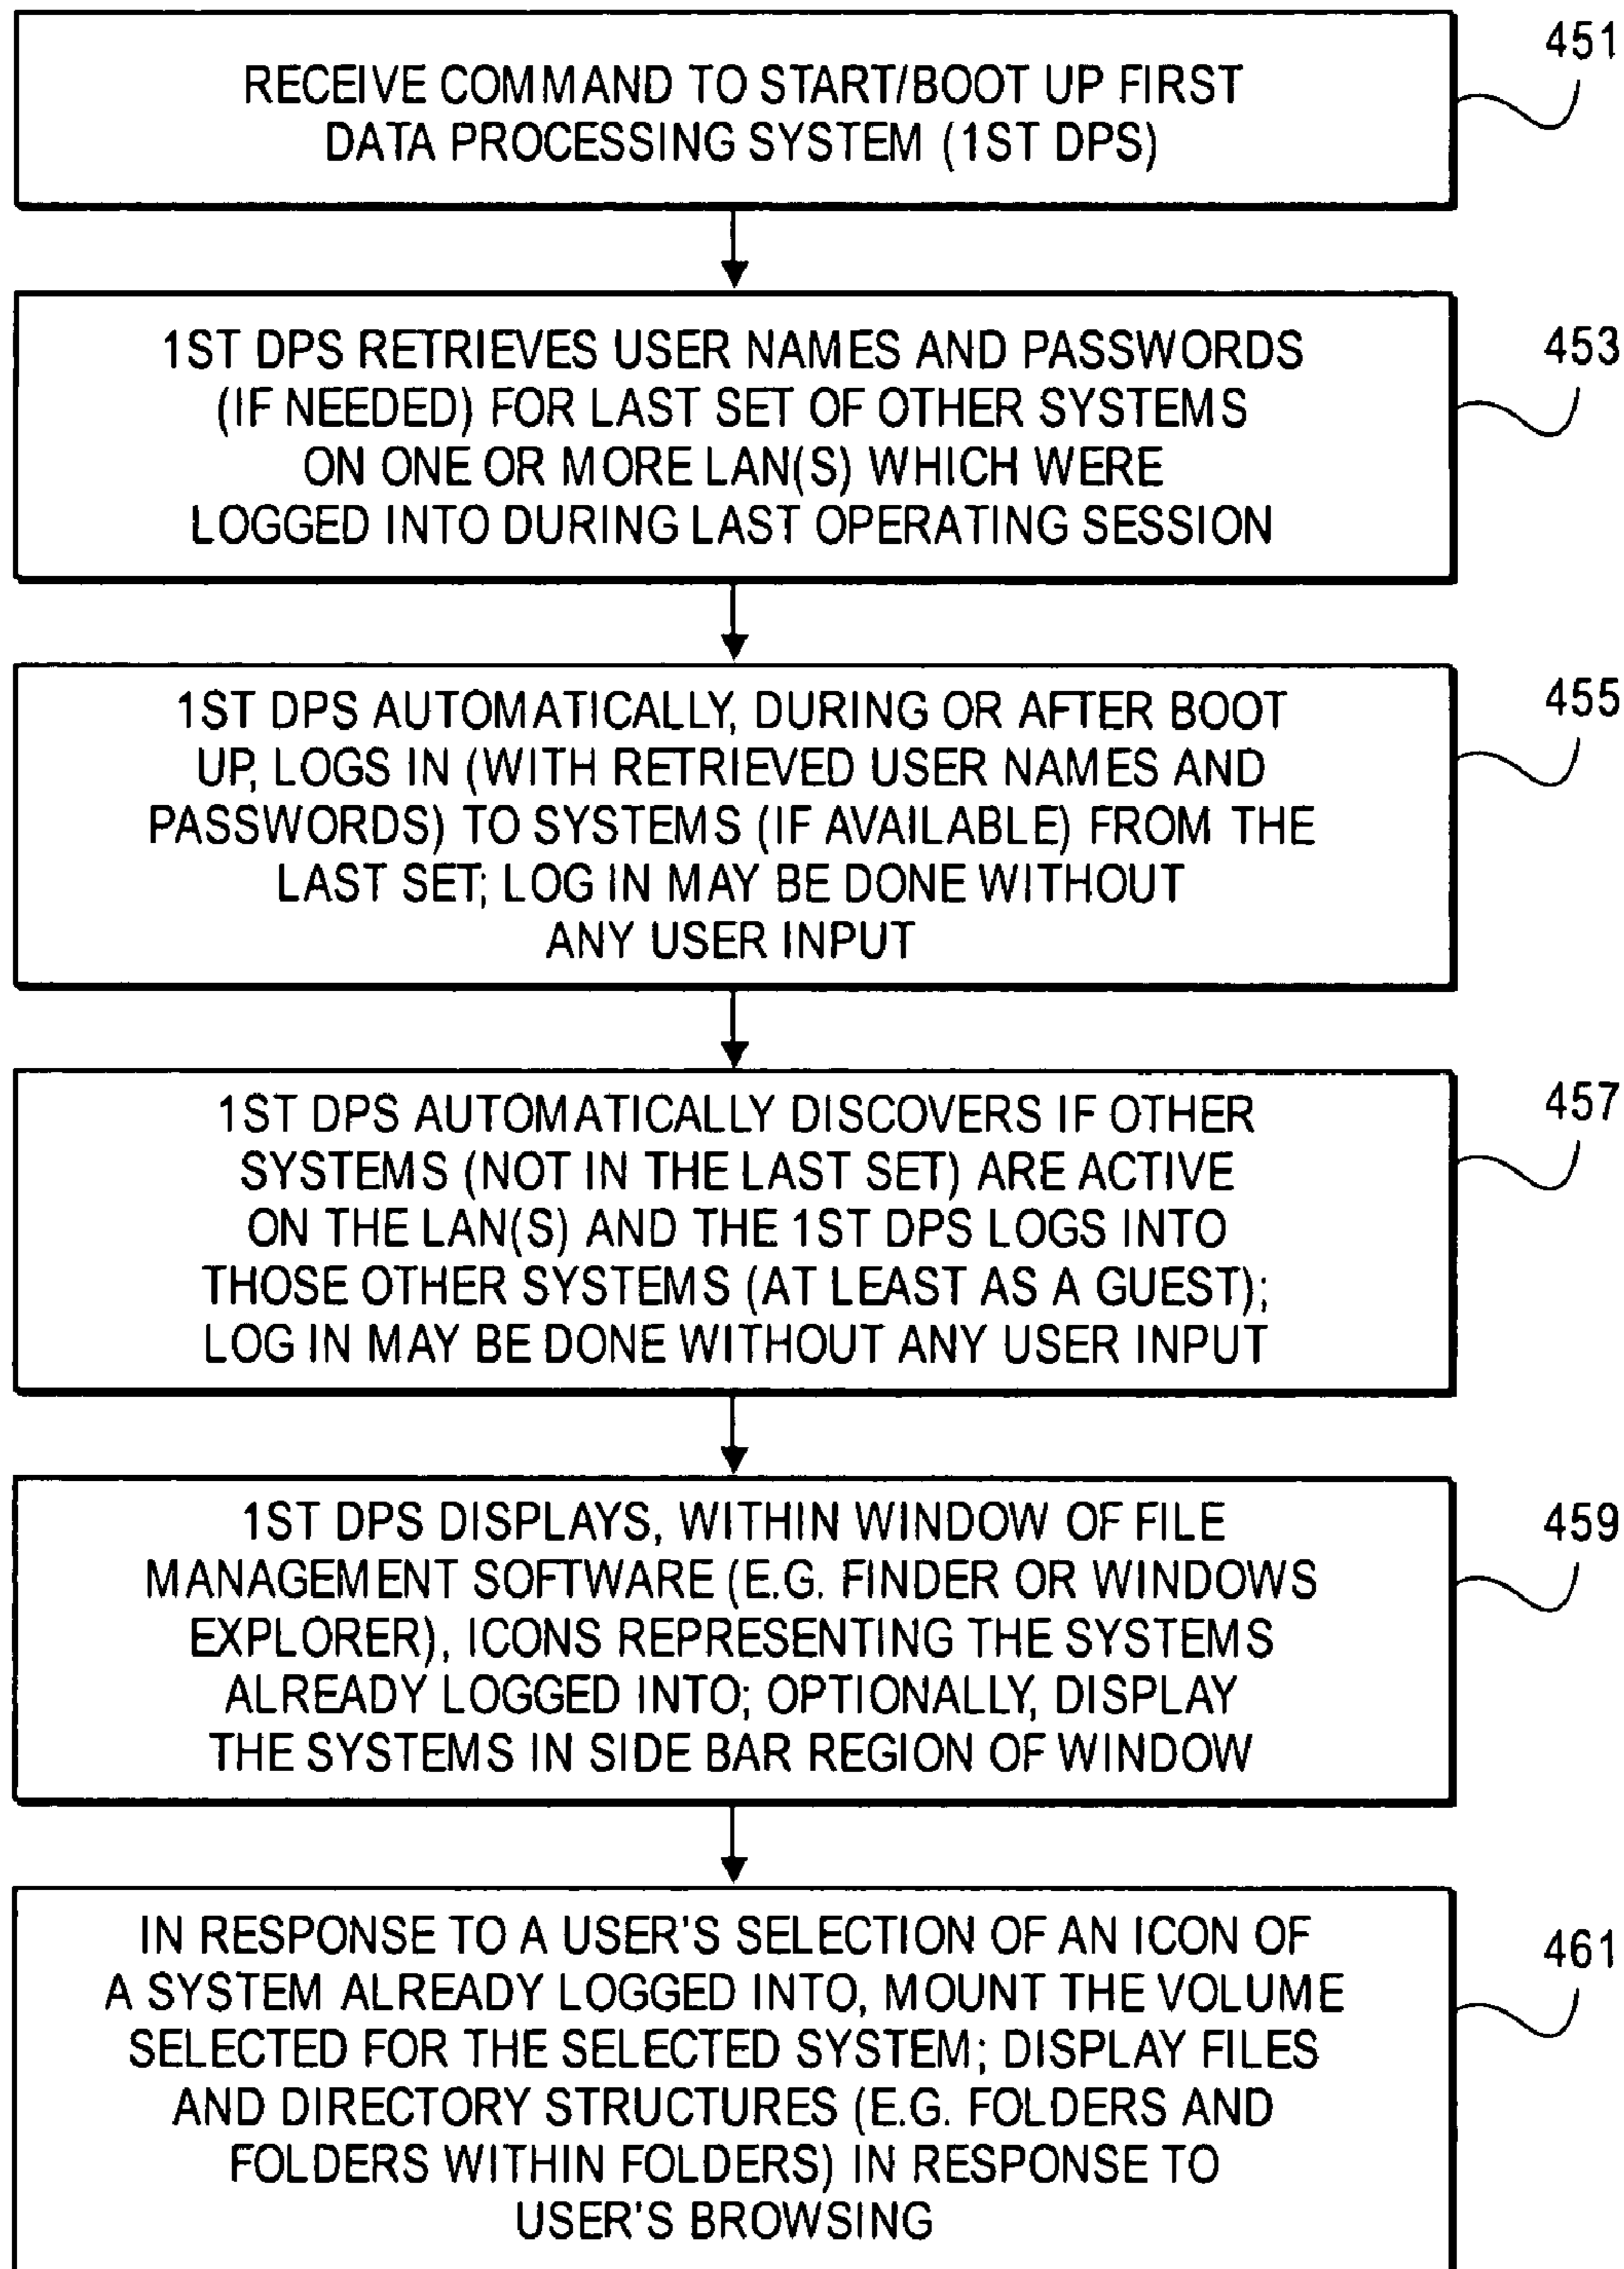 RECEIVE COMMAND TO START/BOOT UP FIRST
DATA PROCESSING SYSTEM (1ST DPS)
451
1ST DPS RETRIEVES USER NAMES AND PASSWORDS
(IF NEEDED) FOR LAST SET OF OTHER SYSTEMS
ON ONE OR MORE LAN(S) WHICH WERE
LOGGED INTO DURING LAST OPERATING SESSION
453
1ST DPS AUTOMATICALLY, DURING OR AFTER BOOT
UP, LOGS IN (WITH RETRIEVED USER NAMES AND
PASSWORDS) TO SYSTEMS (IF AVAILABLE) FROM THE
LAST SET; LOG IN MAY BE DONE WITHOUT
ANY USER INPUT
455
1ST DPS AUTOMATICALLY DISCOVERS IF OTHER
SYSTEMS (NOT IN THE LAST SET) ARE ACTIVE
ON THE LAN(S) AND THE 1ST DPS LOGS INTO
THOSE OTHER SYSTEMS (AT LEAST AS A GUEST);
LOG IN MAY BE DONE WITHOUT ANY USER INPUT
457
1ST DPS DISPLAYS, WITHIN WINDOW OF FILE
MANAGEMENT SOFTWARE (E.G. FINDER OR WINDOWS
EXPLORER), ICONS REPRESENTING THE SYSTEMS
ALREADY LOGGED INTO; OPTIONALLY, DISPLAY
THE SYSTEMS IN SIDE BAR REGION OF WINDOW
459
IN RESPONSE TO A USER'S SELECTION OF AN ICON OF
A SYSTEM ALREADY LOGGED INTO, MOUNT THE VOLUME
SELECTED FOR THE SELECTED SYSTEM; DISPLAY FILES
AND DIRECTORY STRUCTURES (E.G. FOLDERS AND
FOLDERS WITHIN FOLDERS) IN RESPONSE TO
USER'S BROWSING
461